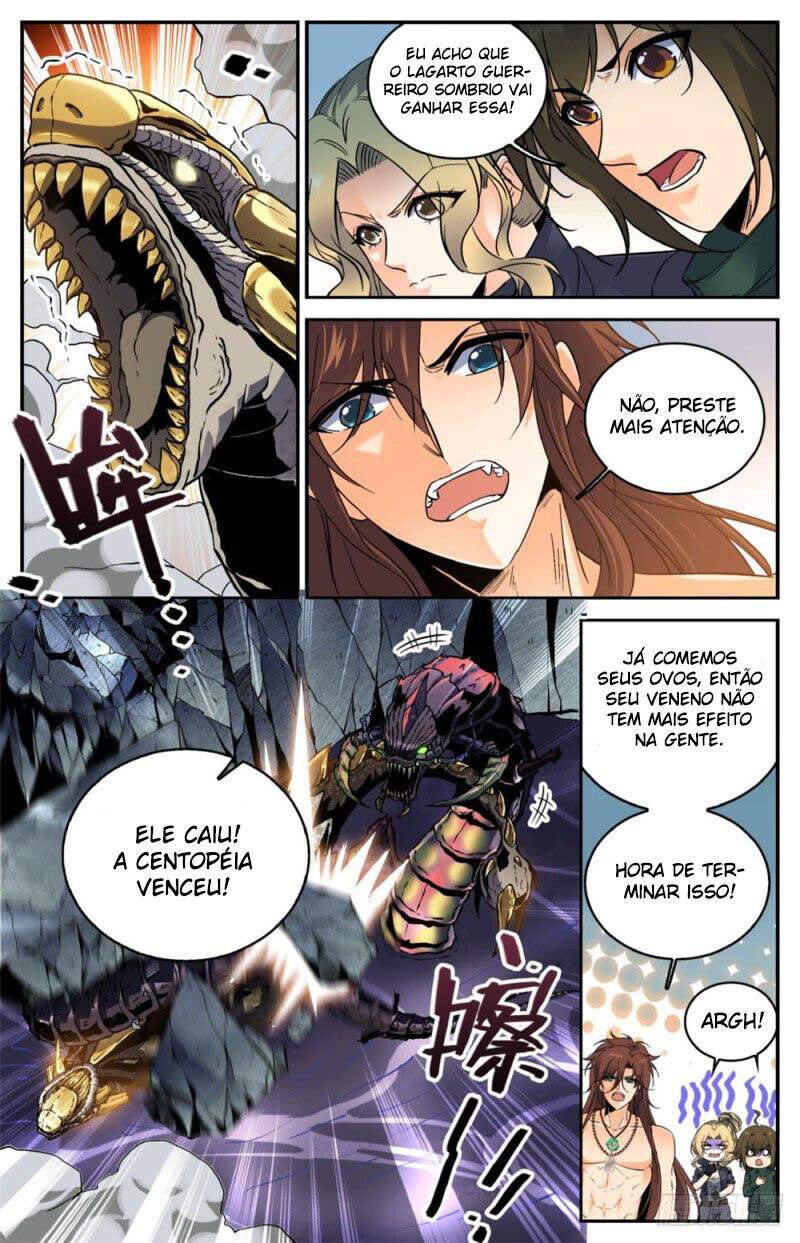 EU ACHO QUE
O LAGARTO GUER-
REIRO SOMBRIO VAI
GANHAR ESSA!
NÃO, PRESTE
MAIS ATENÇÃO.
ELE CAIU!
A CENTOPÉIA
VENCEU!
JÁ COMEMOS
SEUS OVOS, ENTÃO
SEU VENENO NÃO
TEM MAIS EFEITO
NA GENTE.
HORA DE TER-
MINAR ISSO!
ARGH!
嚓